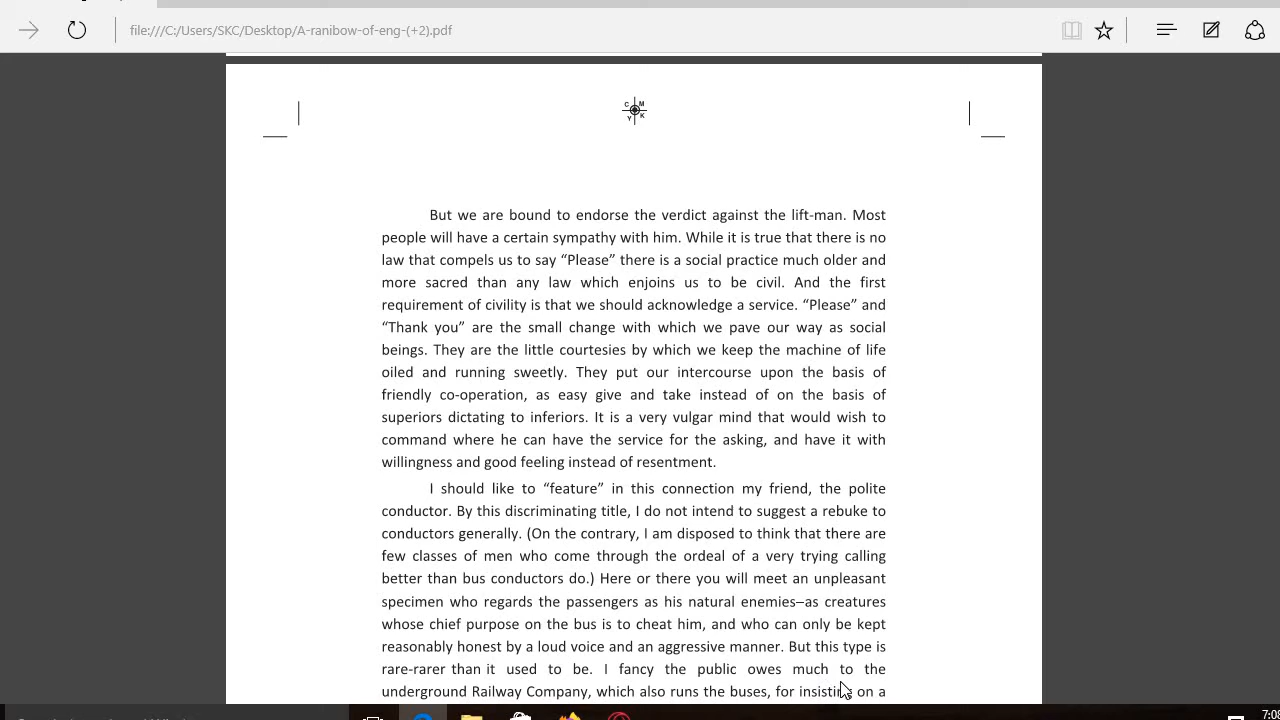 file:///C:/Users/SKC/Desktop/A-ranibow-of-eng-(+2).pdf
C M
Y K
But we are bound to endorse the verdict against the lift-man. Most
people will have a certain sympathy with him. While it is true that there is no
law that compels us to say “Please” there is a social practice much older and
more sacred than any law which enjoins us to be civil. And the first
requirement of civility is that we should acknowledge a service. “Please” and
“Thank you” are the small change with which we pave our way as social
beings. They are the little courtesies by which we keep the machine of life
oiled and running sweetly. They put our intercourse upon the basis of
friendly co-operation, as easy give and take instead of on the basis of
superiors dictating to inferiors. It is a very vulgar mind that would wish to
command where he can have the service for the asking, and have it with
willingness and good feeling instead of resentment.
I should like to “feature” in this connection my friend, the polite
conductor. By this discriminating title, I do not intend to suggest a rebuke to
conductors generally. (On the contrary, I am disposed to think that there are
few classes of men who come through the ordeal of a very trying calling
better than bus conductors do.) Here or there you will meet an unpleasant
specimen who regards the passengers as his natural enemies–as creatures
whose chief purpose on the bus is to cheat him, and who can only be kept
reasonably honest by a loud voice and an aggressive manner. But this type is
rare-rarer than it used to be. I fancy the public owes much to the
underground Railway Company, which also runs the buses, for insisting on a
7:08